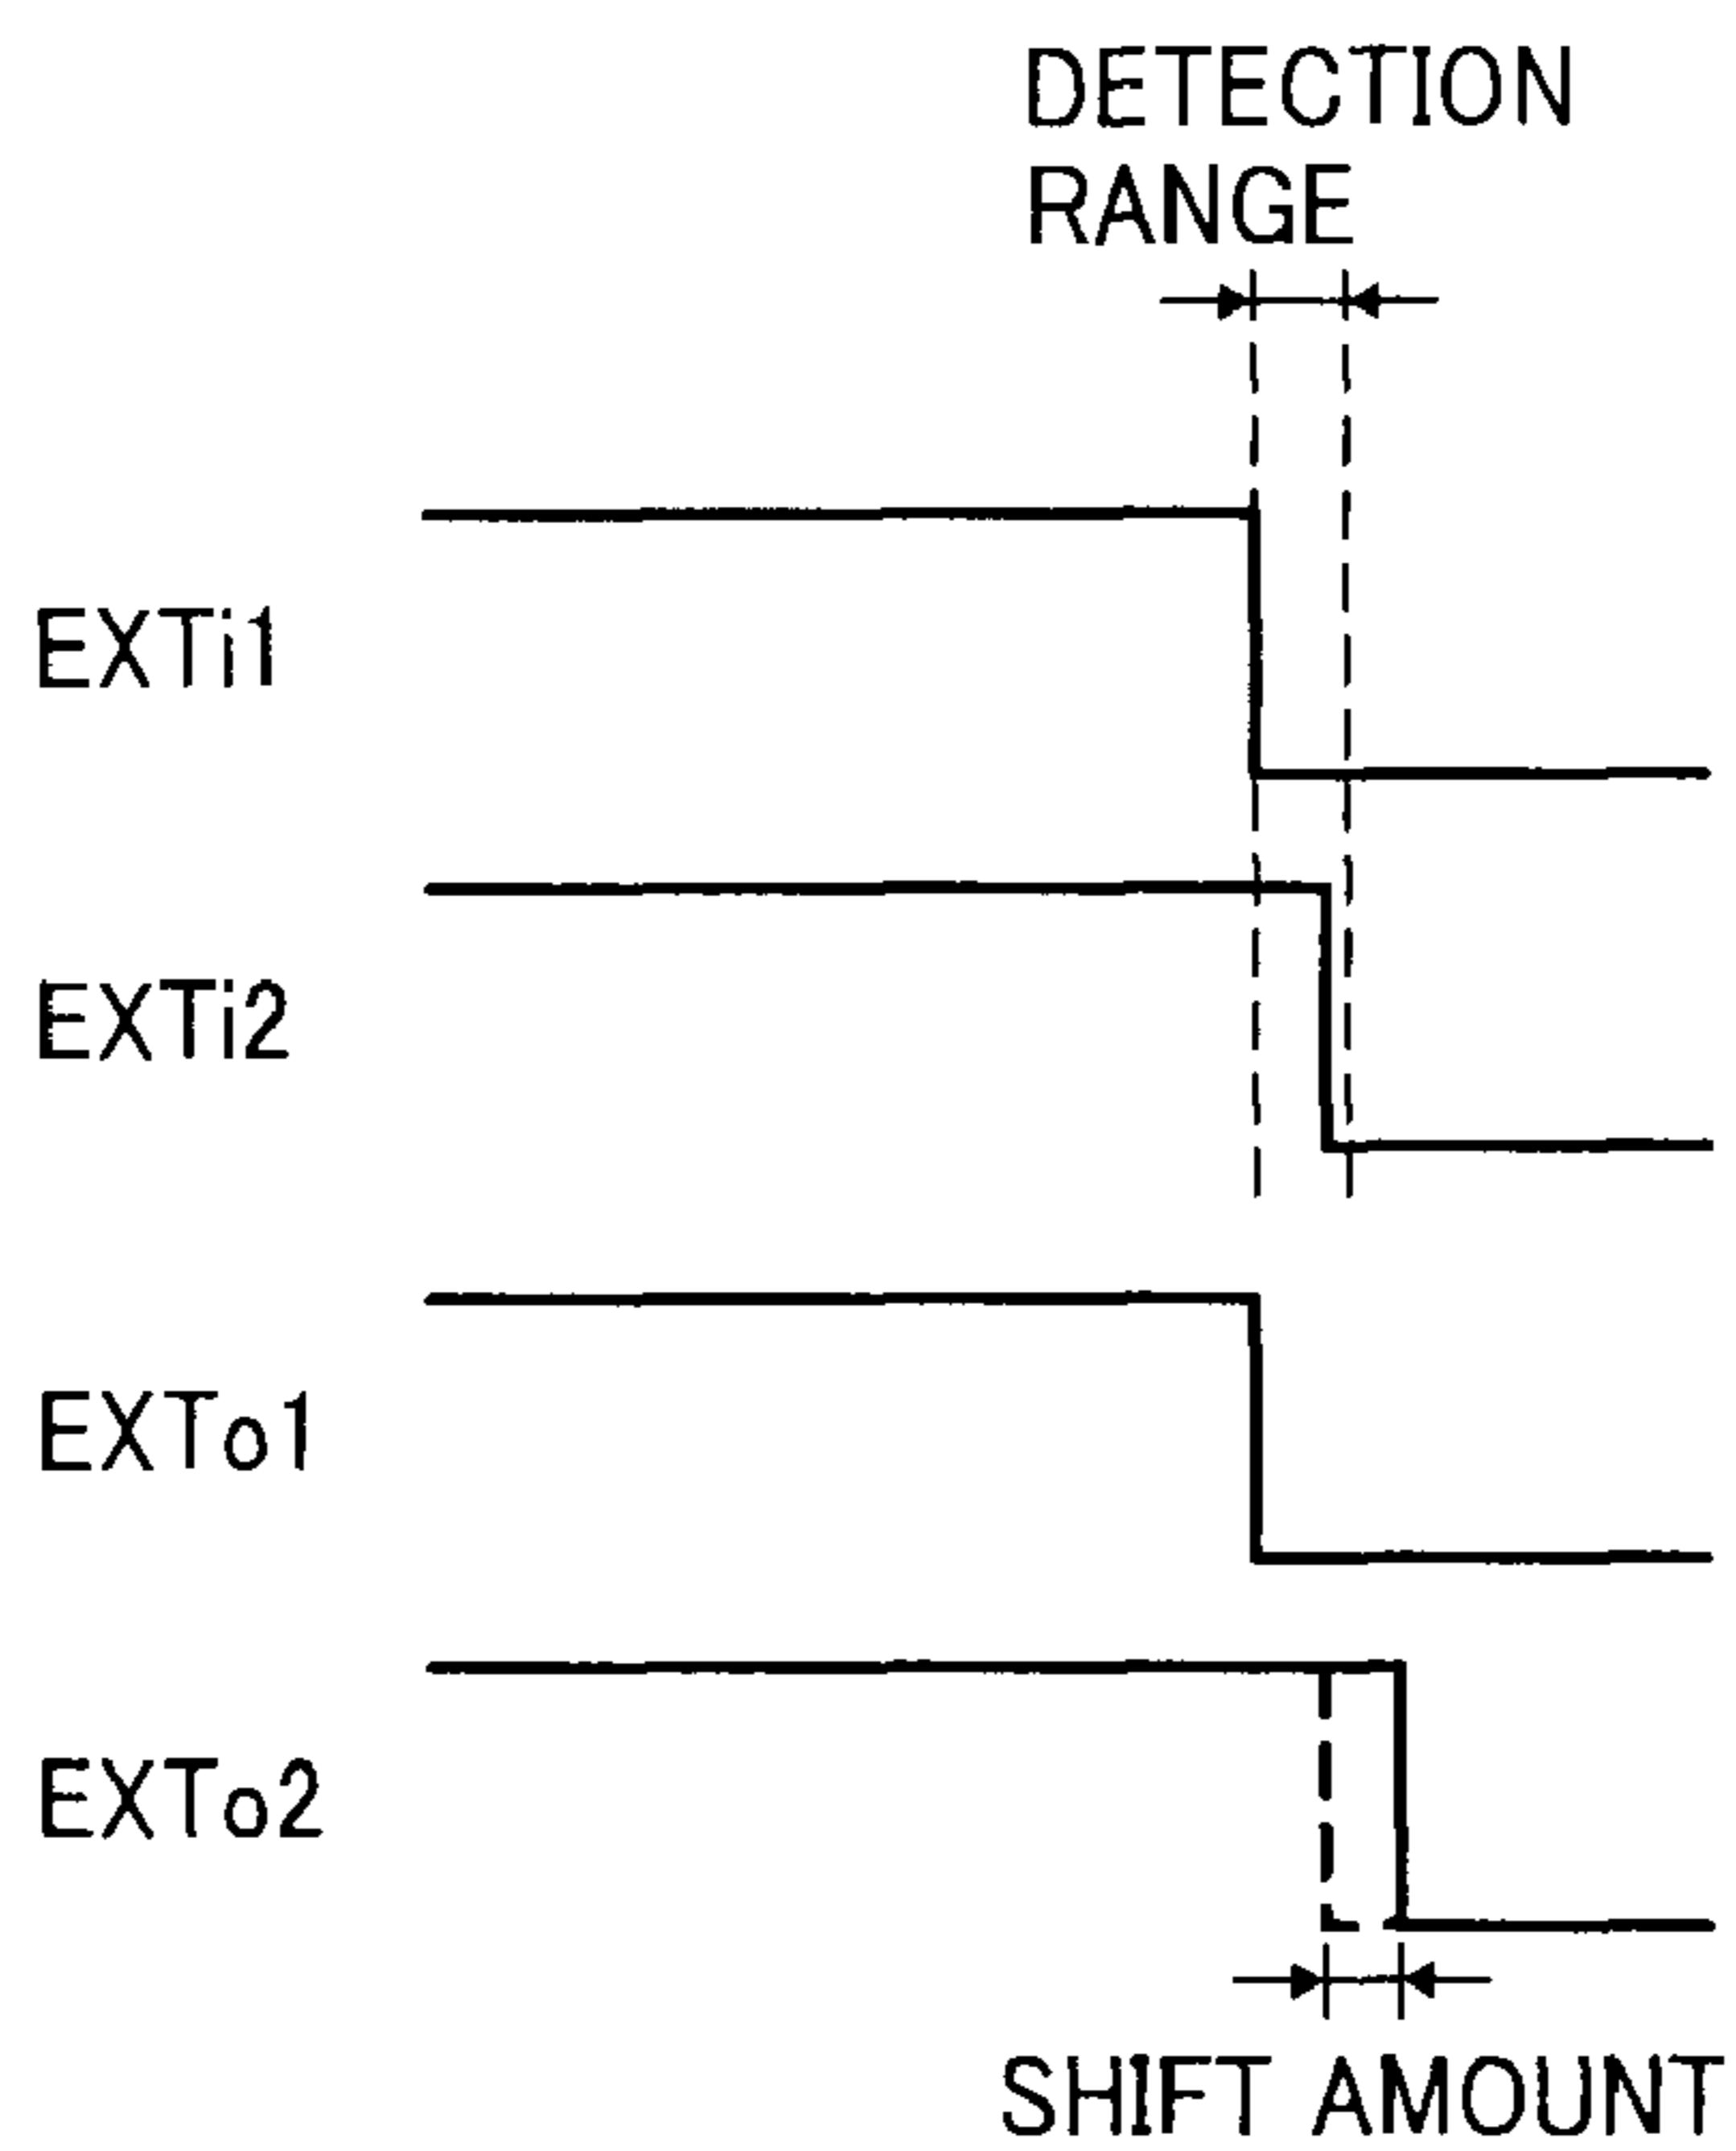 DETECTION
RANGE
EXTi1
EXTi2
EXTo1
EXTo2
SHIFT AMOUNT